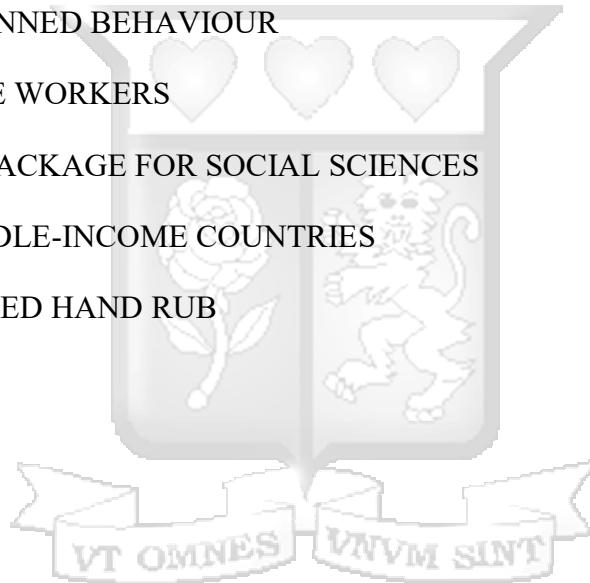 NNED BEHAVIOUR
E WORKERS
ACKAGE FOR SOCIAL SCIENCES
DLE-INCOME COUNTRIES
ED HAND RUB
VT OMNES VNVM SINT